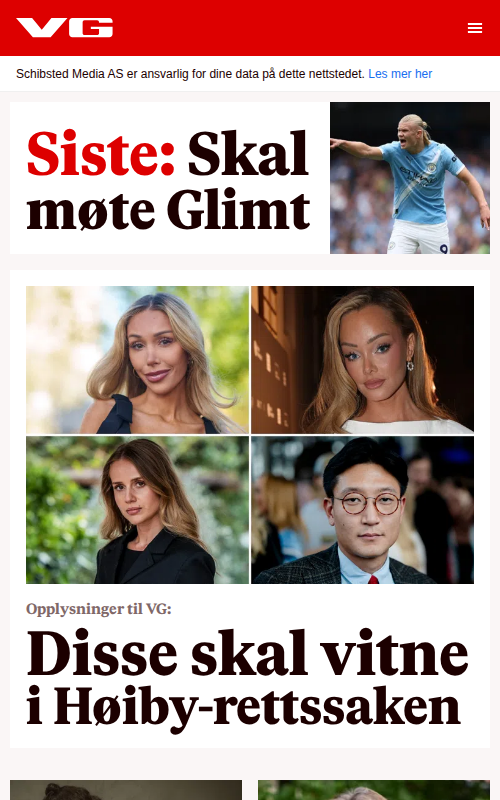 VG
Schibsted Media AS er ansvarlig for dine data på dette nettstedet. Les mer her
Siste: Skal
møte Glimt
Opplysninger til VG:
Disse skal vitne
i Høiby-rettssaken